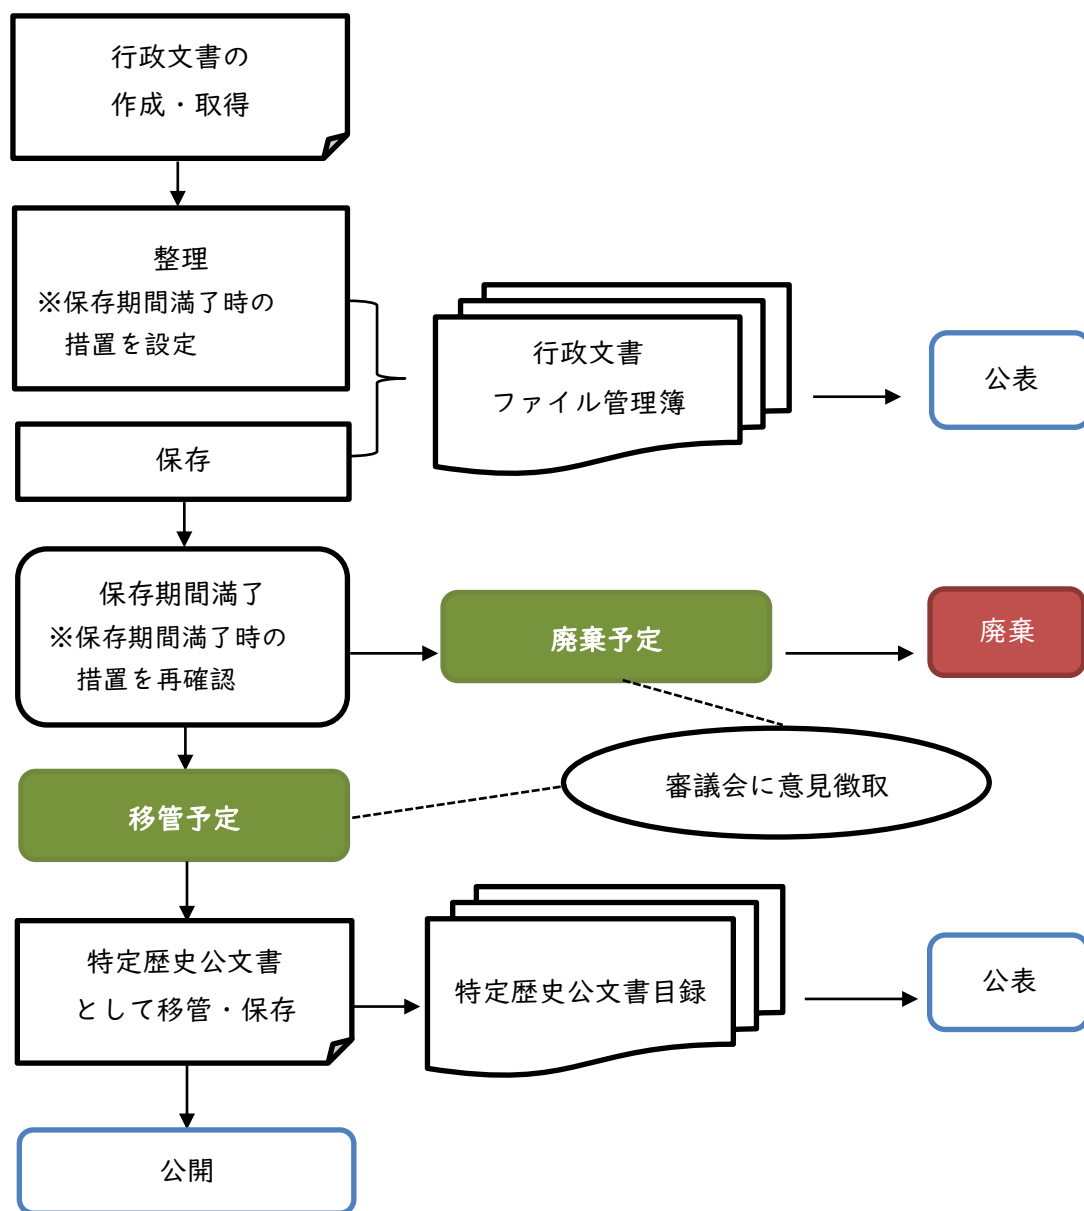 行政文書の
作成・取得
整理
※保存期間満了時の
措置を設定
行政文書
ファイル管理簿
公表
保存
保存期間満了
※保存期間満了時の
措置を再確認
廃棄予定
廃棄
審議会に意見徴取
移管予定
特定歴史公文書
として移管・保存
特定歴史公文書目録
公表
公開